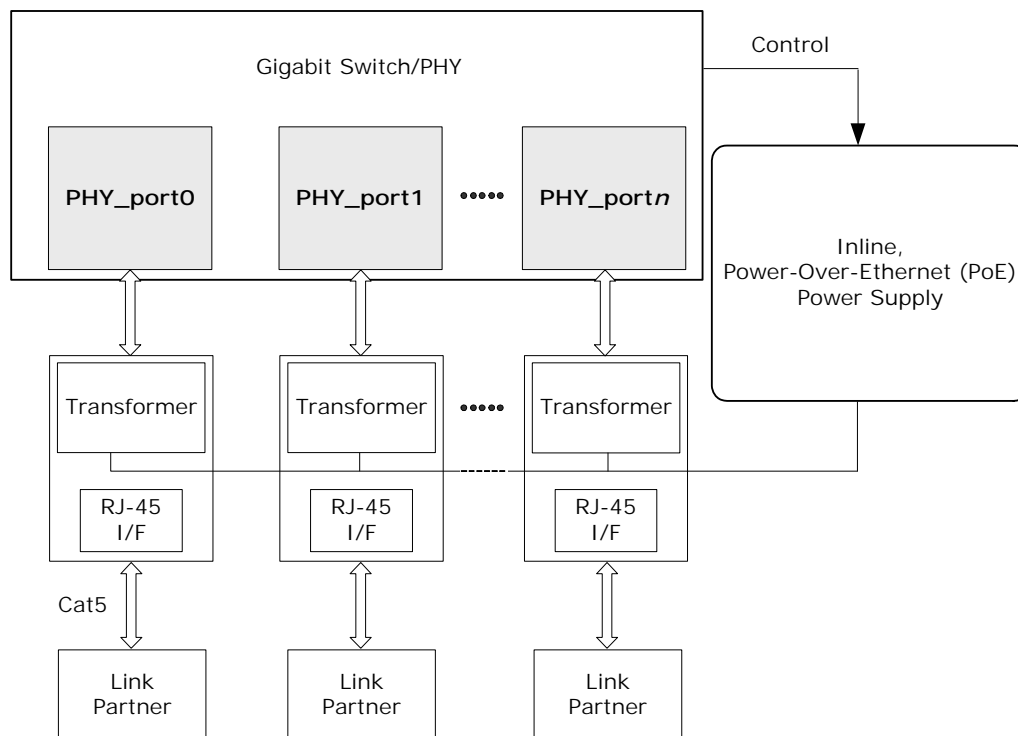 Gigabit Switch/PHY
Control
PHY_port0
PHY_port1
PHY_portn
Inline,
Power-Over-Ethernet (PoE)
Power Supply
Transformer
Transformer
Transformer
RJ-45
I/F
RJ-45
I/F
RJ-45
I/F
Cat5
Link
Partner
Link
Partner
Link
Partner